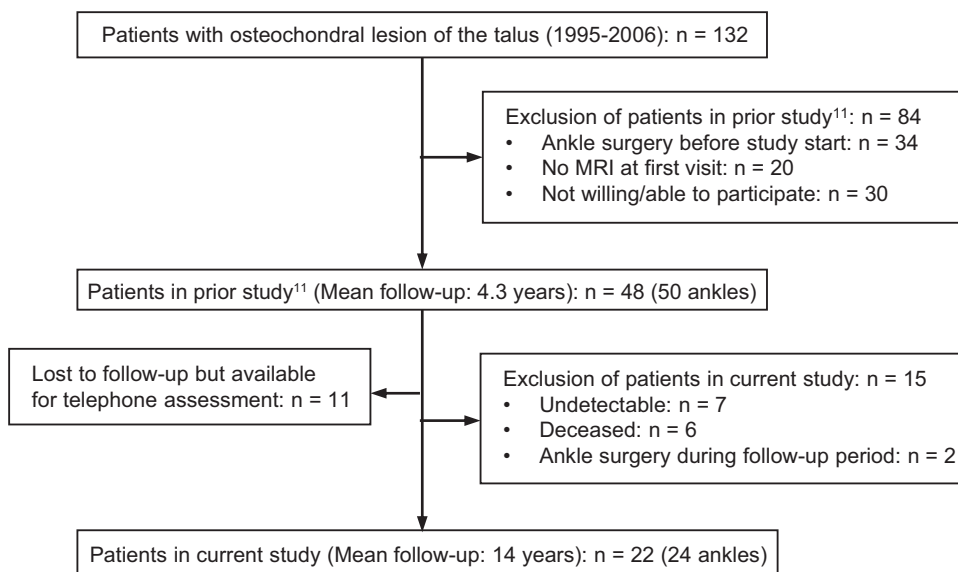 Patients with osteochondral lesion of the talus (1995-2006): n = 132
Exclusion of patients in prior study¹¹: n = 84
• Ankle surgery before study start: n = 34
• No MRI at first visit: n = 20
• Not willing/able to participate: n = 30
Patients in prior study¹¹ (Mean follow-up: 4.3 years): n = 48 (50 ankles)
Lost to follow-up but available
for telephone assessment: n = 11
Exclusion of patients in current study: n = 15
• Undetectable: n = 7
• Deceased: n = 6
• Ankle surgery during follow-up period: n = 2
Patients in current study (Mean follow-up: 14 years): n = 22 (24 ankles)